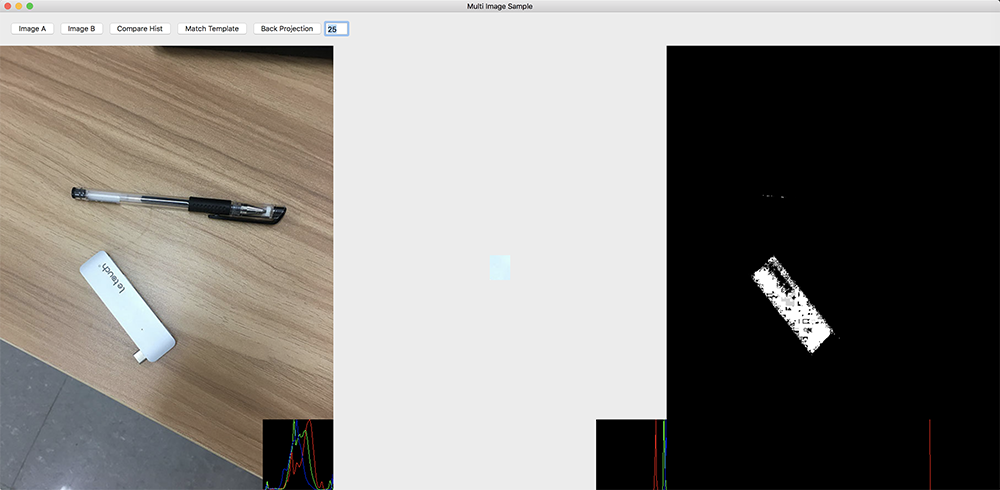 Multi Image Sample
Image A
Image B
Compare Hist
Match Template
Back Projection
25
le touch